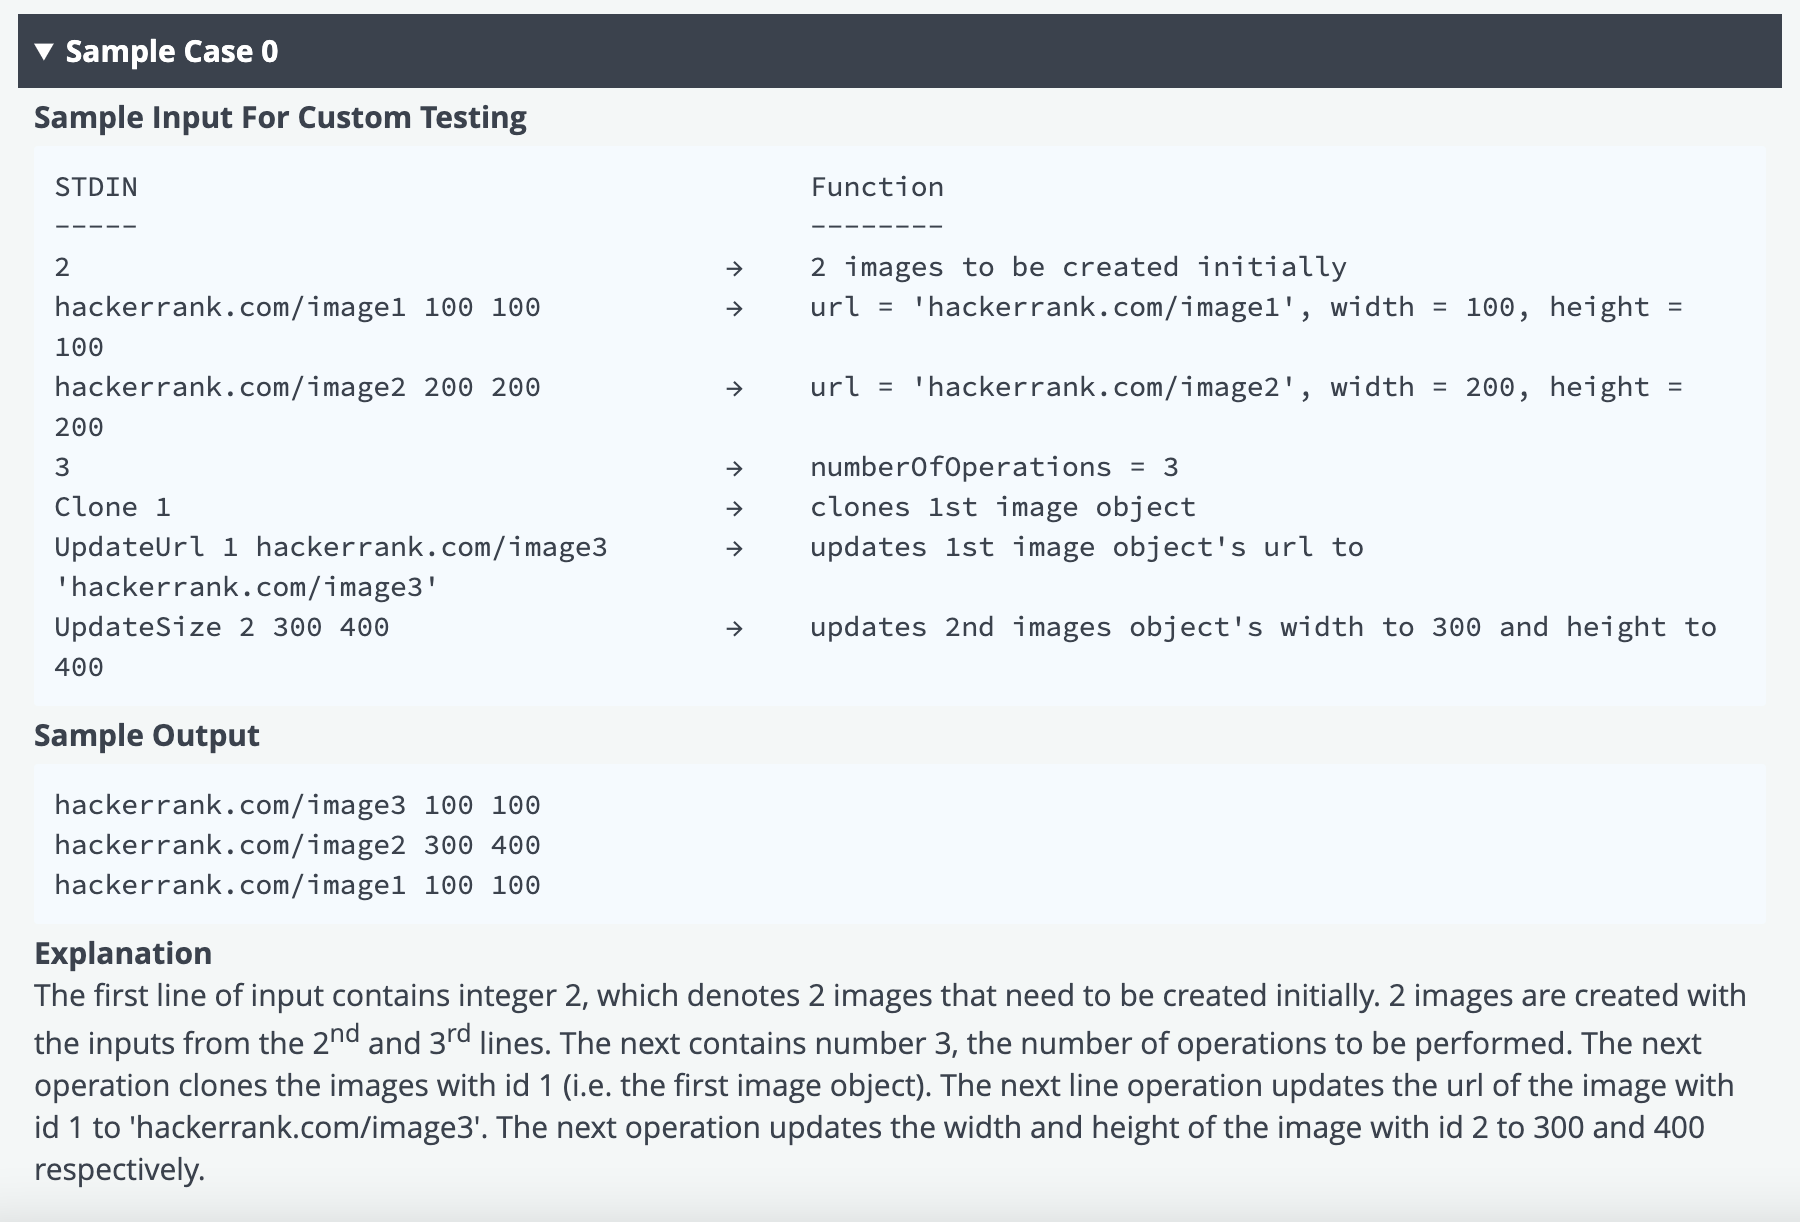 ▼ Sample Case 0
Sample Input For Custom Testing
STDIN Function
----- --------
2 → 2 images to be created initially
hackerrank.com/image1 100 100 → url = 'hackerrank.com/image1', width = 100, height =
100
hackerrank.com/image2 200 200 → url = 'hackerrank.com/image2', width = 200, height =
200
3 → numberOfOperations = 3
Clone 1 → clones 1st image object
UpdateUrl 1 hackerrank.com/image3 → updates 1st image object's url to
'hackerrank.com/image3'
UpdateSize 2 300 400 → updates 2nd images object's width to 300 and height to
400
Sample Output
hackerrank.com/image3 100 100
hackerrank.com/image2 300 400
hackerrank.com/image1 100 100
Explanation
The first line of input contains integer 2, which denotes 2 images that need to be created initially. 2 images are created with
the inputs from the 2nd and 3rd lines. The next contains number 3, the number of operations to be performed. The next
operation clones the images with id 1 (i.e. the first image object). The next line operation updates the url of the image with
id 1 to 'hackerrank.com/image3'. The next operation updates the width and height of the image with id 2 to 300 and 400
respectively.